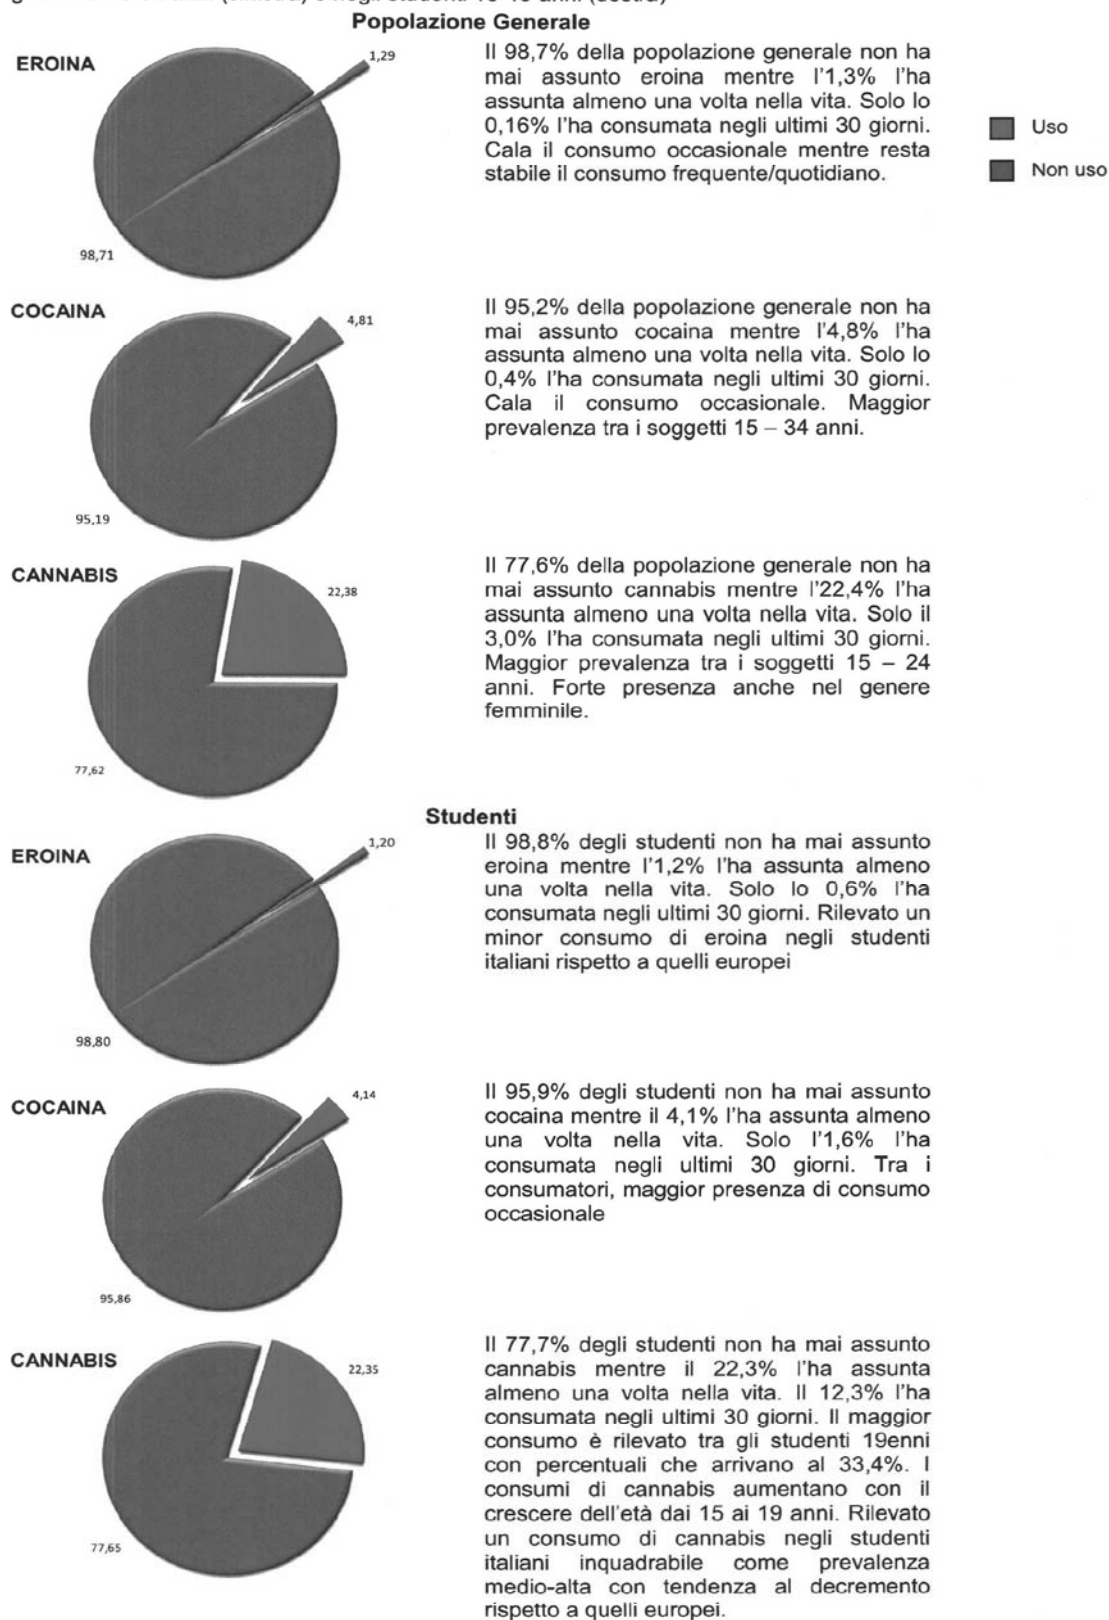 Popolazione Generale
EROINA
1,29
98,71
Il 98,7% della popolazione generale non ha
mai assunto eroina mentre l'1,3% l'ha
assunta almeno una volta nella vita. Solo lo
0,16% l'ha consumata negli ultimi 30 giorni.
Cala il consumo occasionale mentre resta
stabile il consumo frequente/quotidiano.
Uso
Non uso
COCAINA
4,81
95,19
Il 95,2% della popolazione generale non ha
mai assunto cocaina mentre l'4,8% l'ha
assunta almeno una volta nella vita. Solo lo
0,4% l'ha consumata negli ultimi 30 giorni.
Cala il consumo occasionale. Maggior
prevalenza tra i soggetti 15 – 34 anni.
CANNABIS
22,38
77,62
Il 77,6% della popolazione generale non ha
mai assunto cannabis mentre l'22,4% l'ha
assunta almeno una volta nella vita. Solo il
3,0% l'ha consumata negli ultimi 30 giorni.
Maggior prevalenza tra i soggetti 15 – 24
anni. Forte presenza anche nel genere
femminile.
Studenti
EROINA
1,20
98,80
Il 98,8% degli studenti non ha mai assunto
eroina mentre l'1,2% l'ha assunta almeno
una volta nella vita. Solo lo 0,6% l'ha
consumata negli ultimi 30 giorni. Rilevato un
minor consumo di eroina negli studenti
italiani rispetto a quelli europei
COCAINA
4,14
95,86
Il 95,9% degli studenti non ha mai assunto
cocaina mentre il 4,1% l'ha assunta almeno
una volta nella vita. Solo l'1,6% l'ha
consumata negli ultimi 30 giorni. Tra i
consumatori, maggior presenza di consumo
occasionale
CANNABIS
22,35
77,65
Il 77,7% degli studenti non ha mai assunto
cannabis mentre il 22,3% l'ha assunta
almeno una volta nella vita. Il 12,3% l'ha
consumata negli ultimi 30 giorni. Il maggior
consumo è rilevato tra gli studenti 19enni
con percentuali che arrivano al 33,4%. I
consumi di cannabis aumentano con il
crescere dell'età dai 15 ai 19 anni. Rilevato
un consumo di cannabis negli studenti
italiani inquadrabile come prevalenza
medio-alta con tendenza al decremento
rispetto a quelli europei.